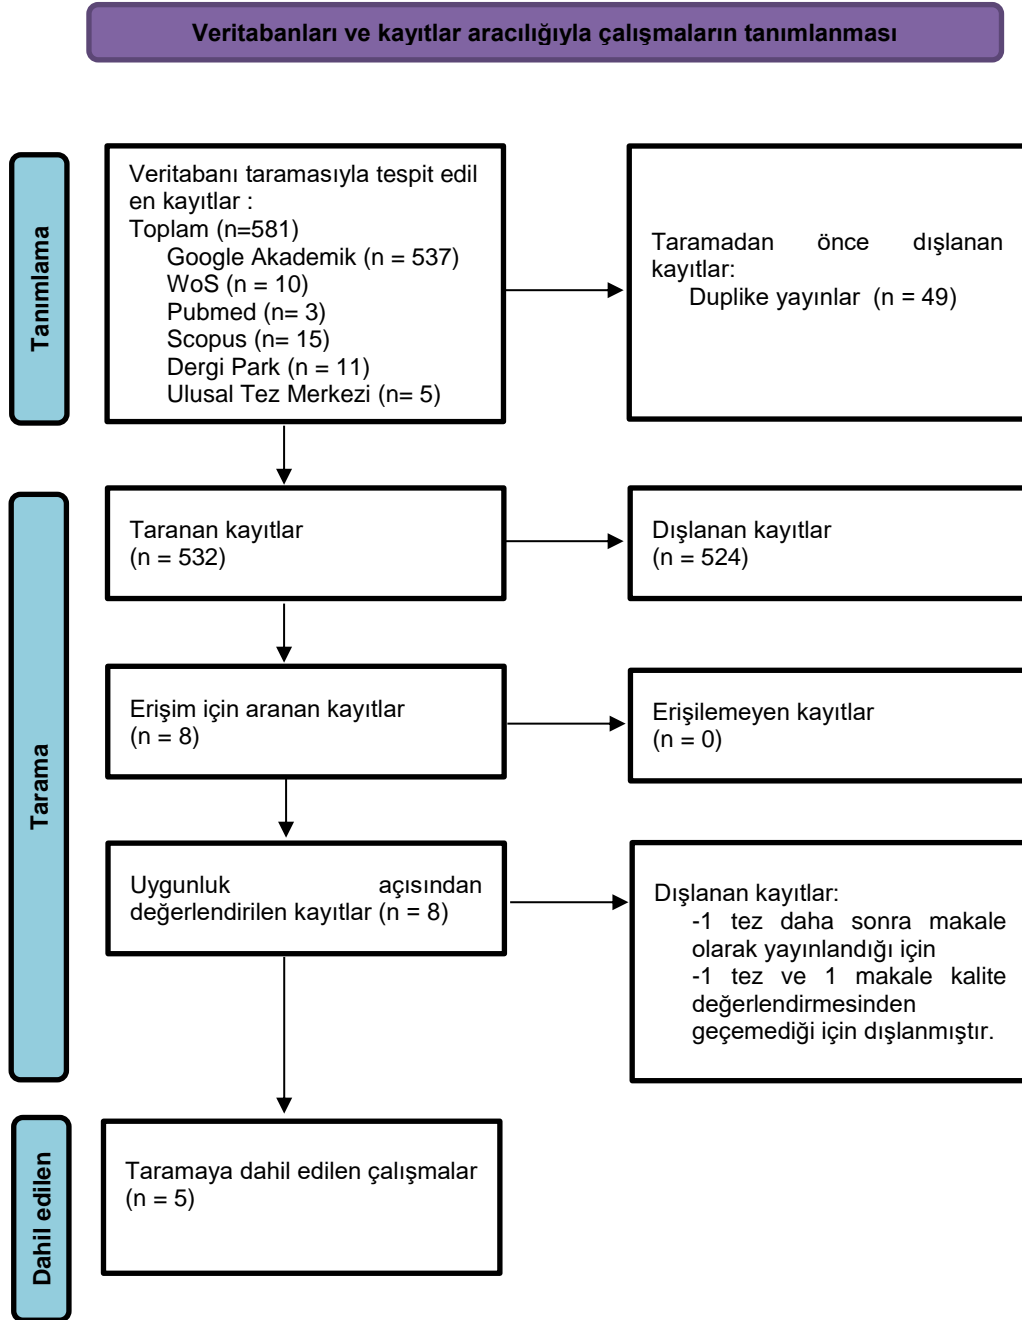 Veritabanları ve kayıtlar aracılığıyla çalışmaların tanımlanması
Tanımlama
Veritabanı taramasıyla tespit edil
en kayıtlar :
Toplam (n=581)
Google Akademik (n = 537)
WoS (n = 10)
Pubmed (n= 3)
Scopus (n= 15)
Dergi Park (n = 11)
Ulusal Tez Merkezi (n= 5)
Taramadan önce dışlanan
kayıtlar:
Duplike yayınlar (n = 49)
Tarama
Taranan kayıtlar
(n = 532)
Dışlanan kayıtlar
(n = 524)
Erişim için aranan kayıtlar
(n = 8)
Erişilemeyen kayıtlar
(n = 0)
Uygunluk açısından
değerlendirilen kayıtlar (n = 8)
Dışlanan kayıtlar:
-1 tez daha sonra makale
olarak yayınlandığı için
-1 tez ve 1 makale kalite
değerlendirmesinden
geçemediği için dışlanmıştır.
Dahil edilen
Taramaya dahil edilen çalışmalar
(n = 5)